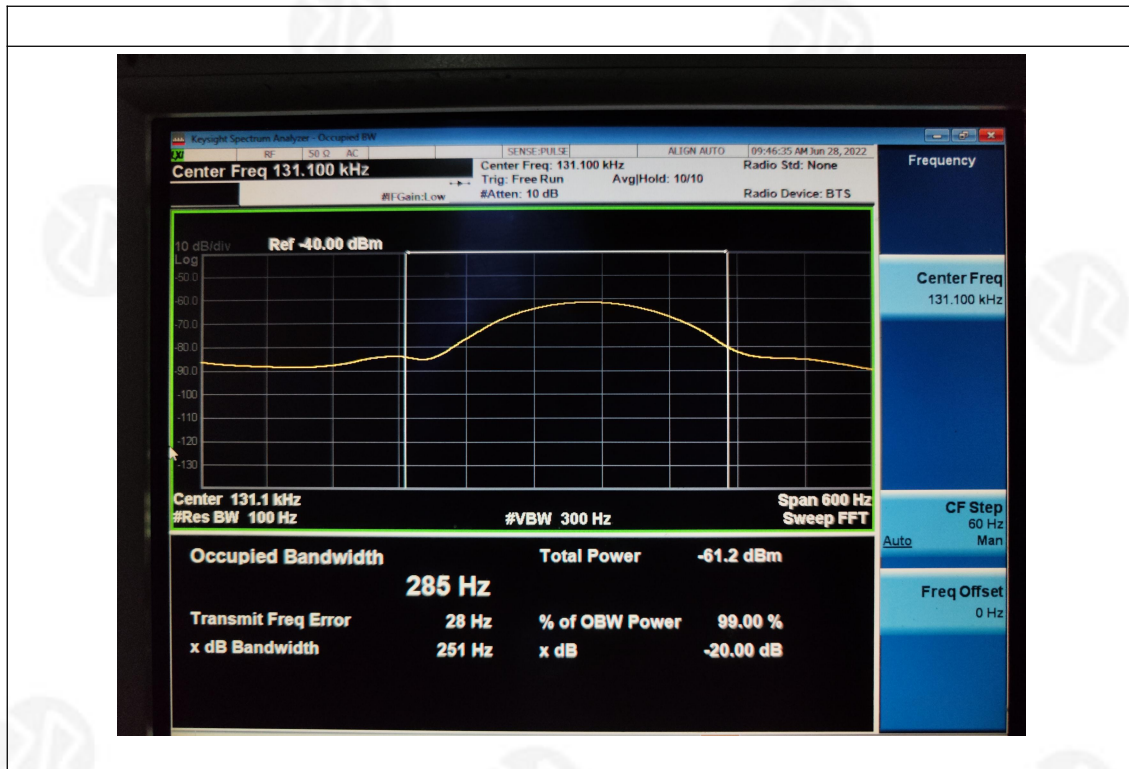 Keysight Spectrum Analyzer - Occupied BW
LXI RF 50 Ω AC SENSE:PULSE ALIGN AUTO 09:46:35 AM Jun 28, 2022
Center Freq 131.100 kHz
Center Freq: 131.100 kHz Radio Std: None
Trig: Free Run Avg|Hold: 10/10
#IFGain:Low #Atten: 10 dB Radio Device: BTS
10 dB/div Ref -40.00 dBm
Log
-50.0
-60.0
-70.0
-80.0
-90.0
-100
-110
-120
-130
Center 131.1 kHz Span 600 Hz
#Res BW 100 Hz #VBW 300 Hz Sweep FFT
Occupied Bandwidth Total Power -61.2 dBm
285 Hz
Transmit Freq Error 28 Hz % of OBW Power 99.00 %
x dB Bandwidth 251 Hz x dB -20.00 dB
Frequency
Center Freq
131.100 kHz
CF Step
60 Hz
Auto Man
Freq Offset
0 Hz